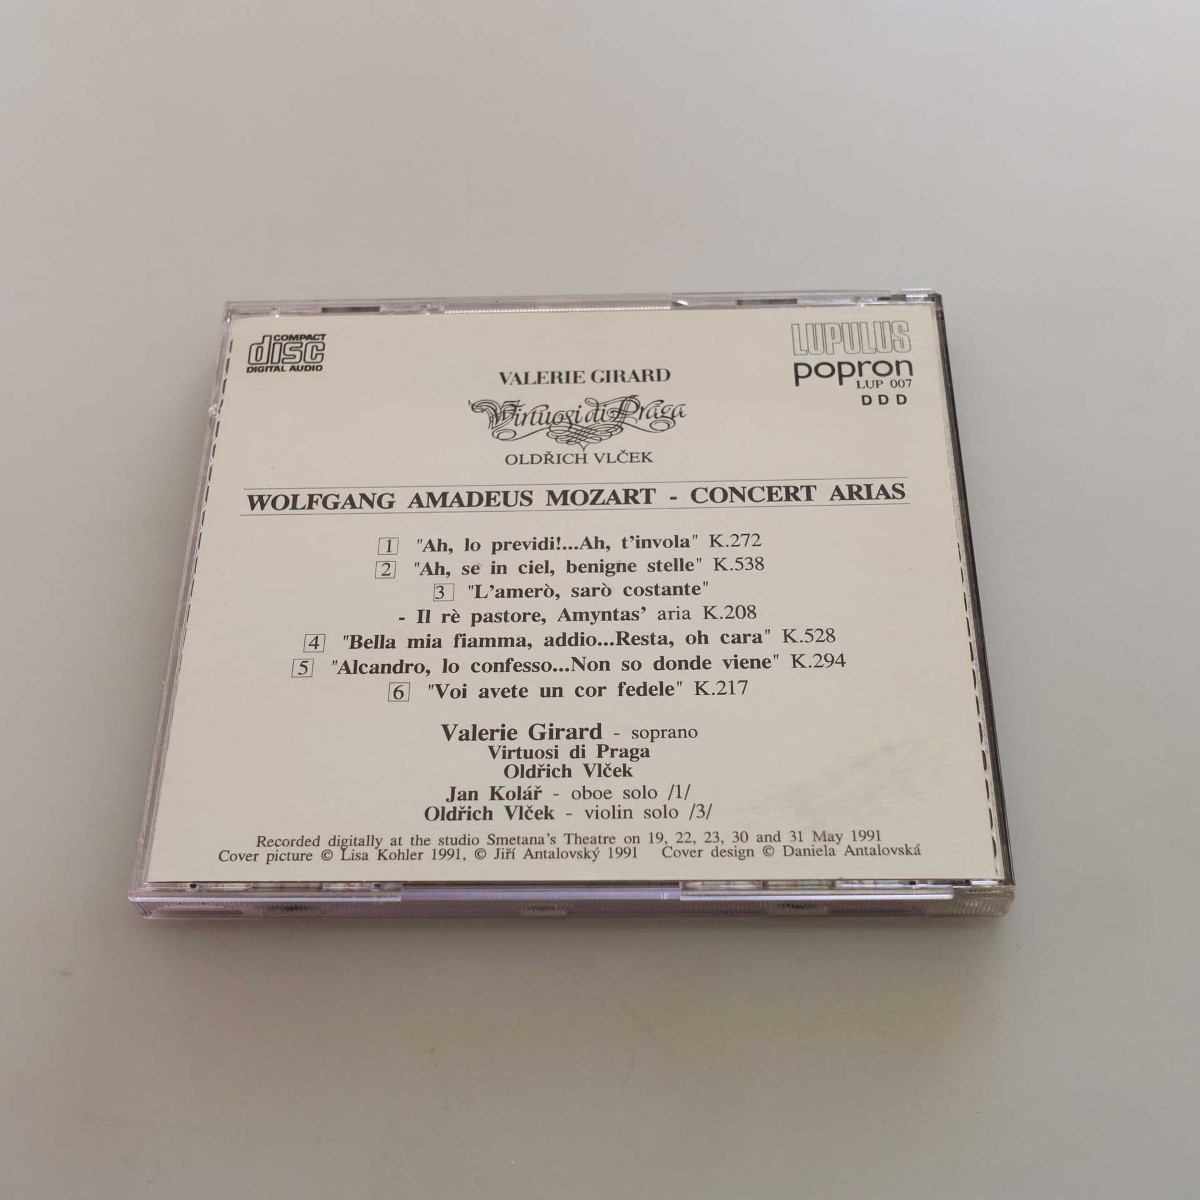 COMPACT
disc
DIGITAL AUDIO
LUPULUS
popron
LUP 007
DDD
VALERIE GIRARD
Virtuosi di Praga
OLDŘICH VLČEK
WOLFGANG AMADEUS MOZART - CONCERT ARIAS
1 "Ah, lo previdi!...Ah, t'invola" K.272
2 "Ah, se in ciel, benigne stelle" K.538
3 "L'amerò, sarò costante"
- Il rè pastore, Amyntas' aria K.208
4 "Bella mia fiamma, addio...Resta, oh cara" K.528
5 "Alcandro, lo confesso...Non so donde viene" K.294
6 "Voi avete un cor fedele" K.217
Valerie Girard - soprano
Virtuosi di Praga
Oldřich Vlček
Jan Kolář - oboe solo /1/
Oldřich Vlček - violin solo /3/
Recorded digitally at the studio Smetana's Theatre on 19, 22, 23, 30 and 31 May 1991
Cover picture © Lisa Kohler 1991, © Jiří Antalovský 1991 Cover design © Daniela Antalovská